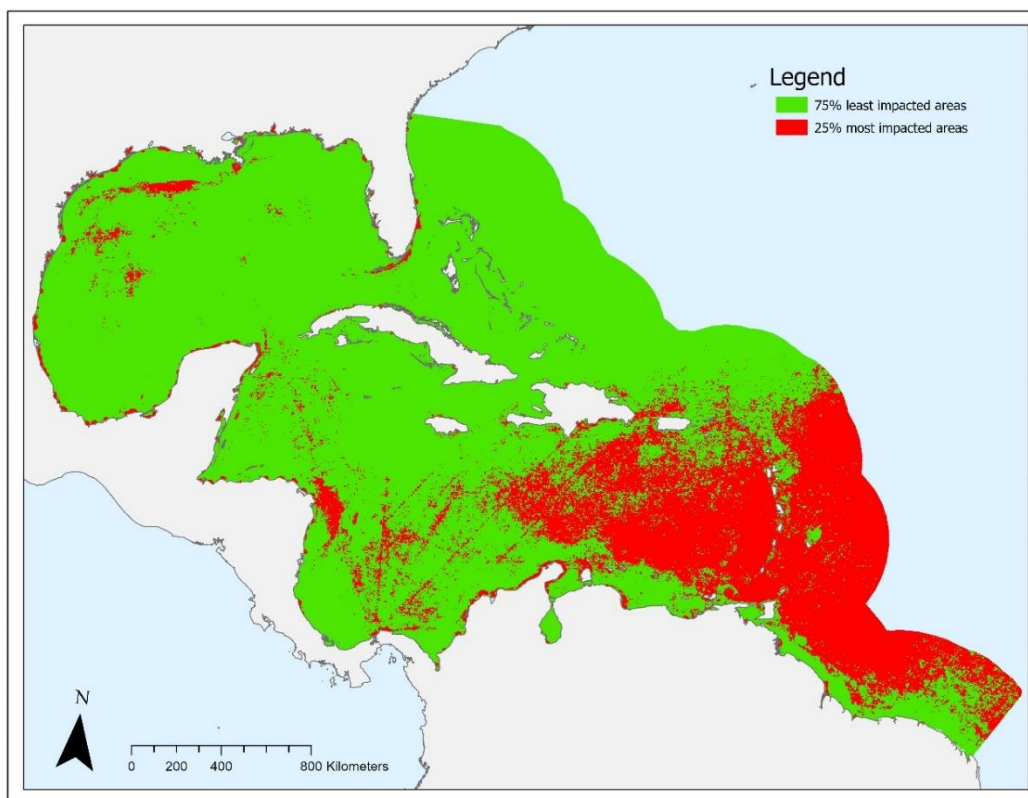 Legend
75% least impacted areas
25% most impacted areas
N
0 200 400 800 Kilometers